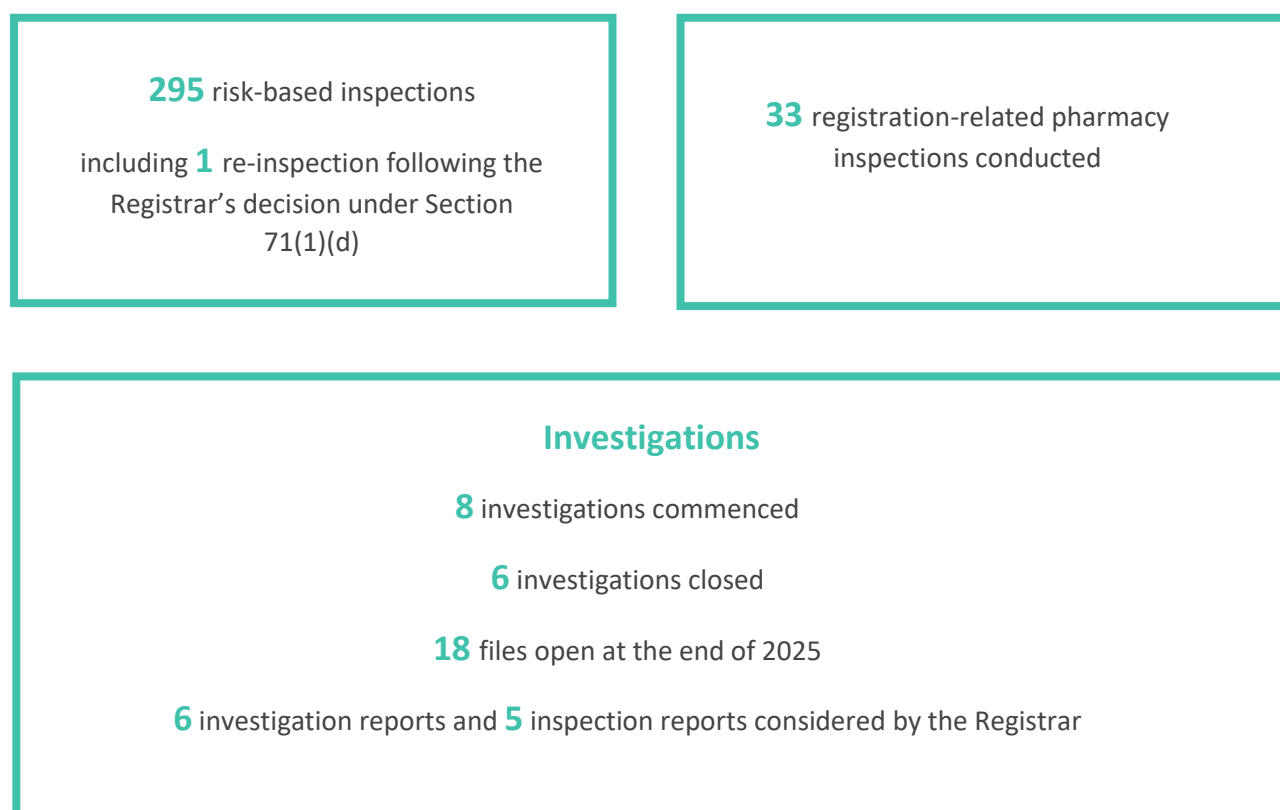 295 risk-based inspections
including 1 re-inspection following the
Registrar’s decision under Section
71(1)(d)
33 registration-related pharmacy
inspections conducted
Investigations
8 investigations commenced
6 investigations closed
18 files open at the end of 2025
6 investigation reports and 5 inspection reports considered by the Registrar